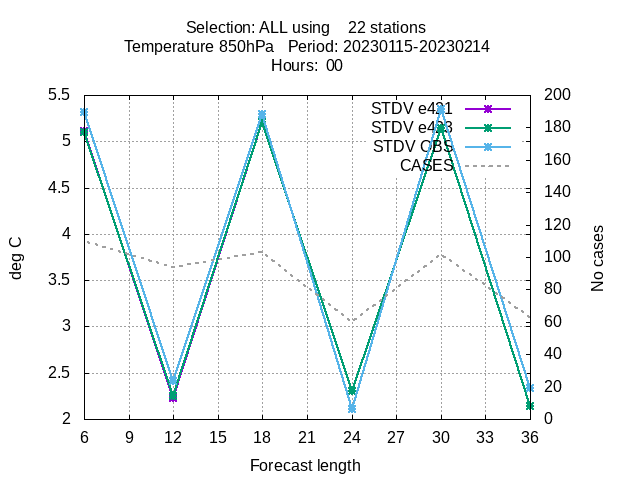 Selection: ALL using    22 stations
Temperature 850hPa   Period: 20230115-20230214
Hours:  00
5.5
5
4.5
4
3.5
3
2.5
2
deg C
200
180
160
140
120
100
80
60
40
20
0
No cases
STDV
STDV
STDV OBS
CASES
6 9 12 15 18 21 24 27 30 33 36
Forecast length